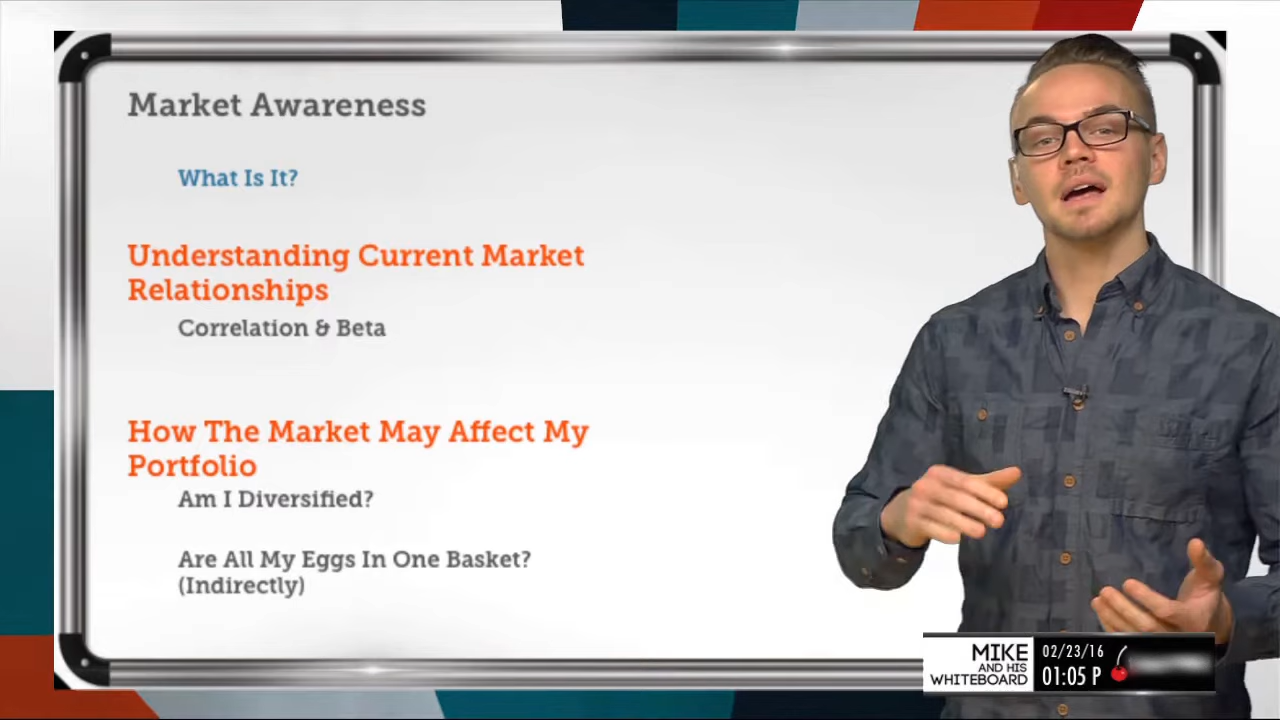 Market Awareness
What Is It?
Understanding Current Market
Relationships
Correlation & Beta
How The Market May Affect My
Portfolio
Am I Diversified?
Are All My Eggs In One Basket?
(Indirectly)
MIKE
AND HIS
WHITEBOARD
02/23/16
01:05 P